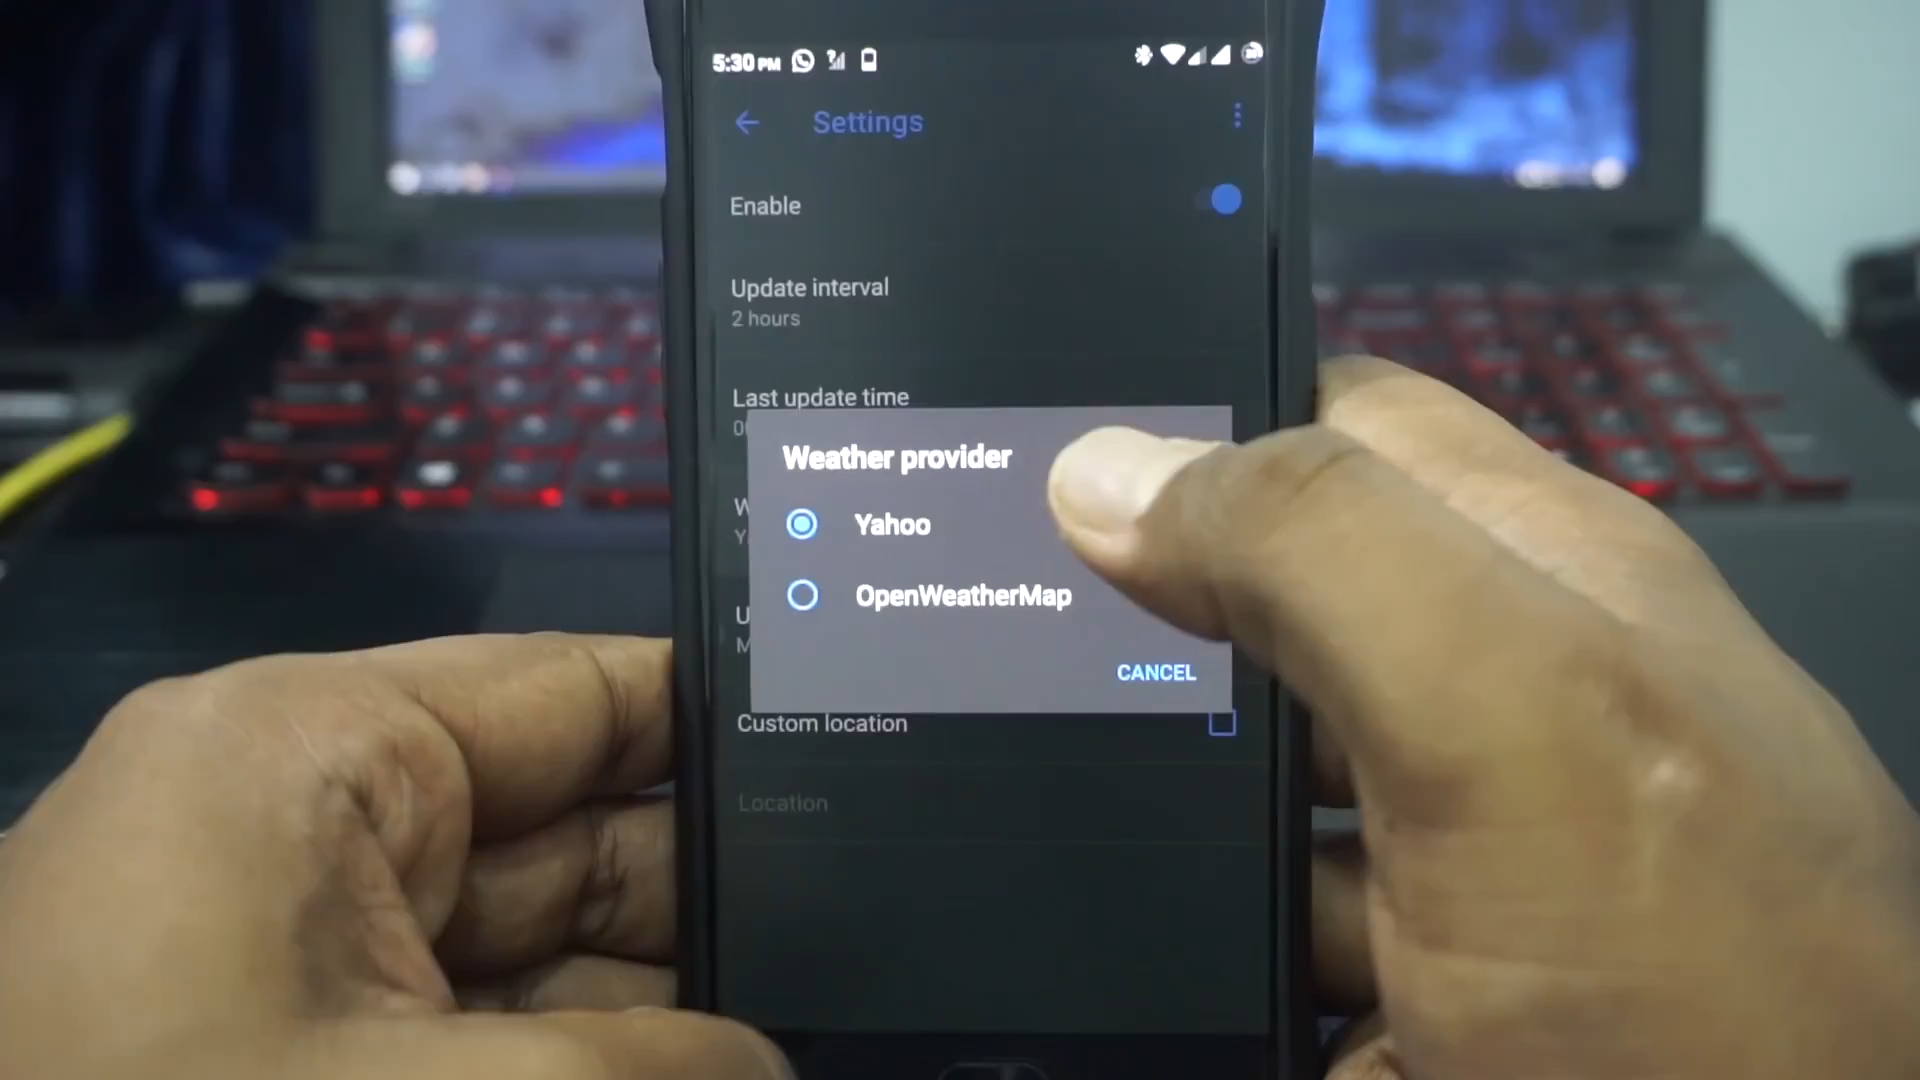 5:30 PM
Settings
Enable
Update interval
2 hours
Last update time
Weather provider
Yahoo
OpenWeatherMap
CANCEL
Custom location
Location